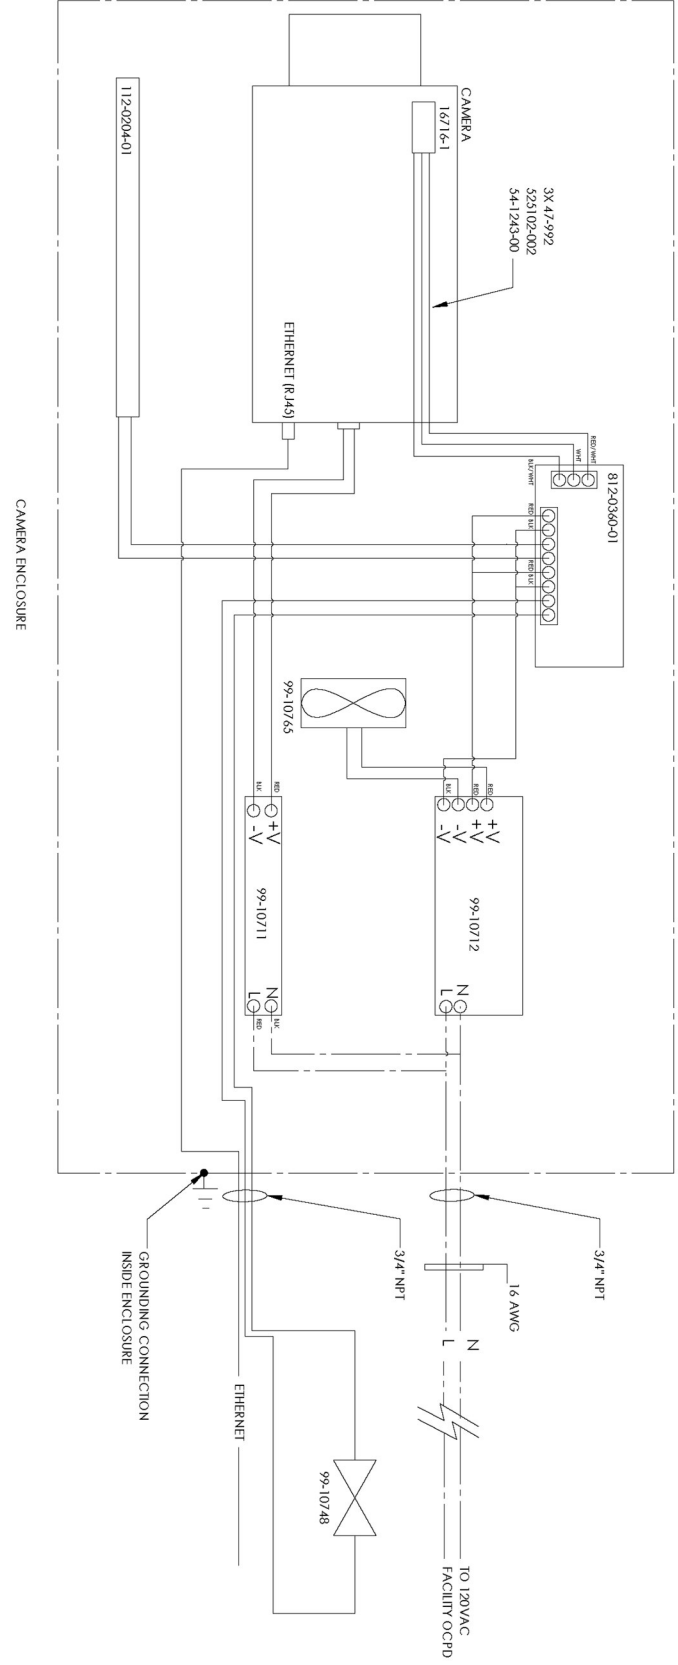 CAMERA ENCLOSURE
112-0204-01
CAMERA
16716-1
ETHERNET (RJ45)
3X 47-992
525102-002
54-1243-00
812-0360-01
RED/WHT
WHT
BLK/WHT
RED
BLK
RED
BLK
99-10765
RED
RED
BLK
+V
+V
-V
-V
99-10712
N
L
RED
BLK
+V
-V
99-10711
N
L
BLK
RED
3/4" NPT
3/4" NPT
16 AWG
N
L
TO 120VAC
FACILITY OCPD
GROUNDING CONNECTION
INSIDE ENCLOSURE
ETHERNET
99-10748